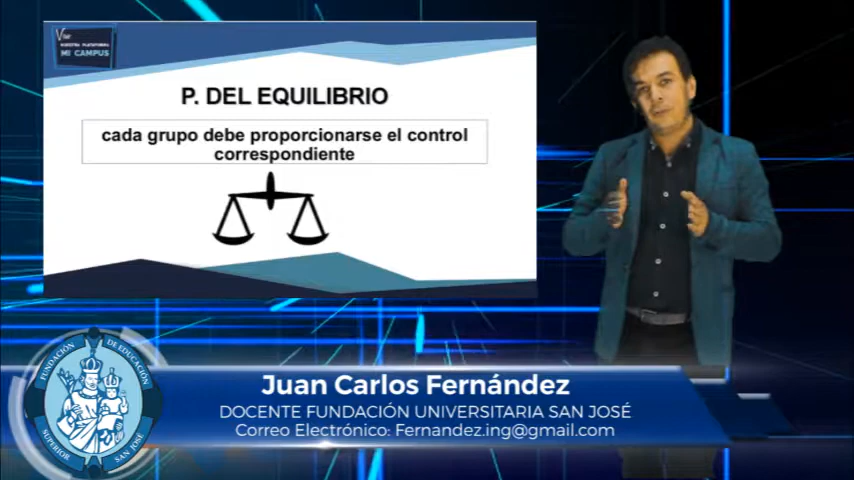 Vive
NUESTRA PLATAFORMA
MI CAMPUS
P. DEL EQUILIBRIO
cada grupo debe proporcionarse el control
correspondiente
FUNDACIÓN
DE EDUCACIÓN
SUPERIOR
SAN JOSÉ
Juan Carlos Fernández
DOCENTE FUNDACIÓN UNIVERSITARIA SAN JOSÉ
Correo Electrónico: Fernandez.ing@gmail.com